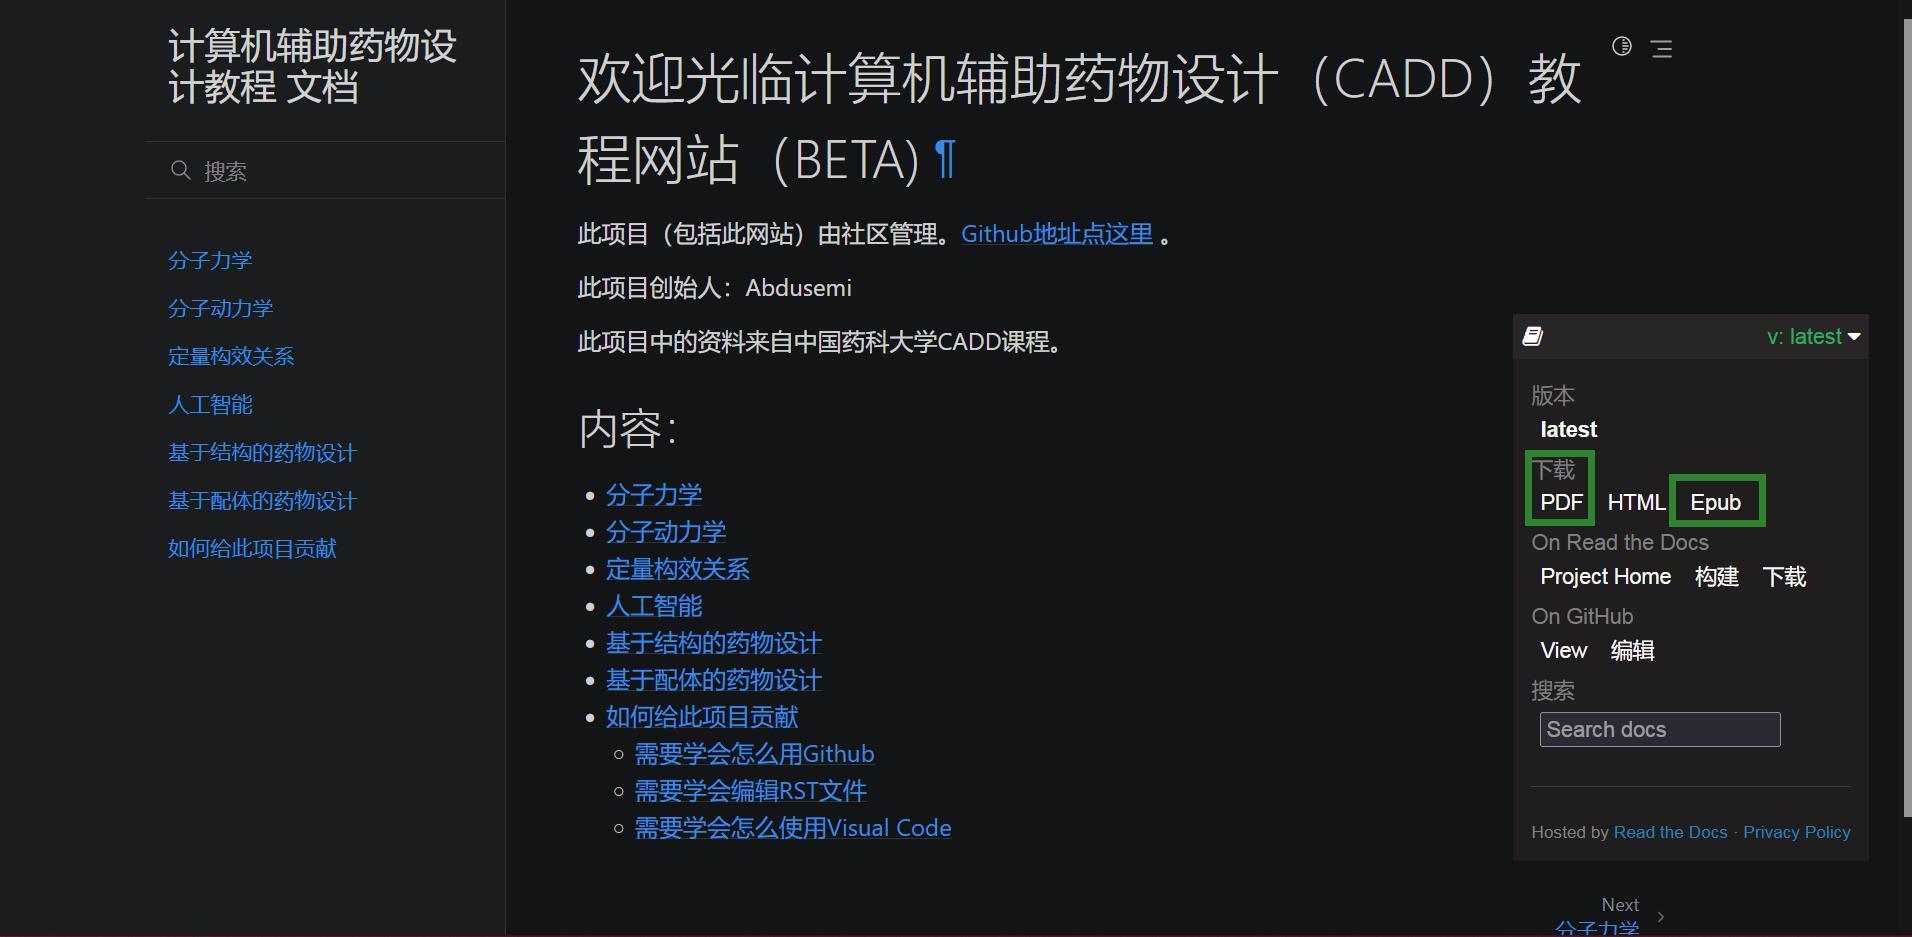 计算机辅助药物设
计教程 文档
搜索
分子力学
分子动力学
定量构效关系
人工智能
基于结构的药物设计
基于配体的药物设计
如何给此项目贡献
欢迎光临计算机辅助药物设计（CADD）教
程网站（BETA)¶
此项目（包括此网站）由社区管理。Github地址点这里 。
此项目创始人：Abdusemi
此项目中的资料来自中国药科大学CADD课程。
内容：
分子力学
分子动力学
定量构效关系
人工智能
基于结构的药物设计
基于配体的药物设计
如何给此项目贡献
需要学会怎么用Github
需要学会编辑RST文件
需要学会怎么使用Visual Code
v: latest
版本
latest
下载
PDF HTML Epub
On Read the Docs
Project Home 构建 下载
On GitHub
View 编辑
搜索
Search docs
Hosted by Read the Docs · Privacy Policy
Next
分子力学